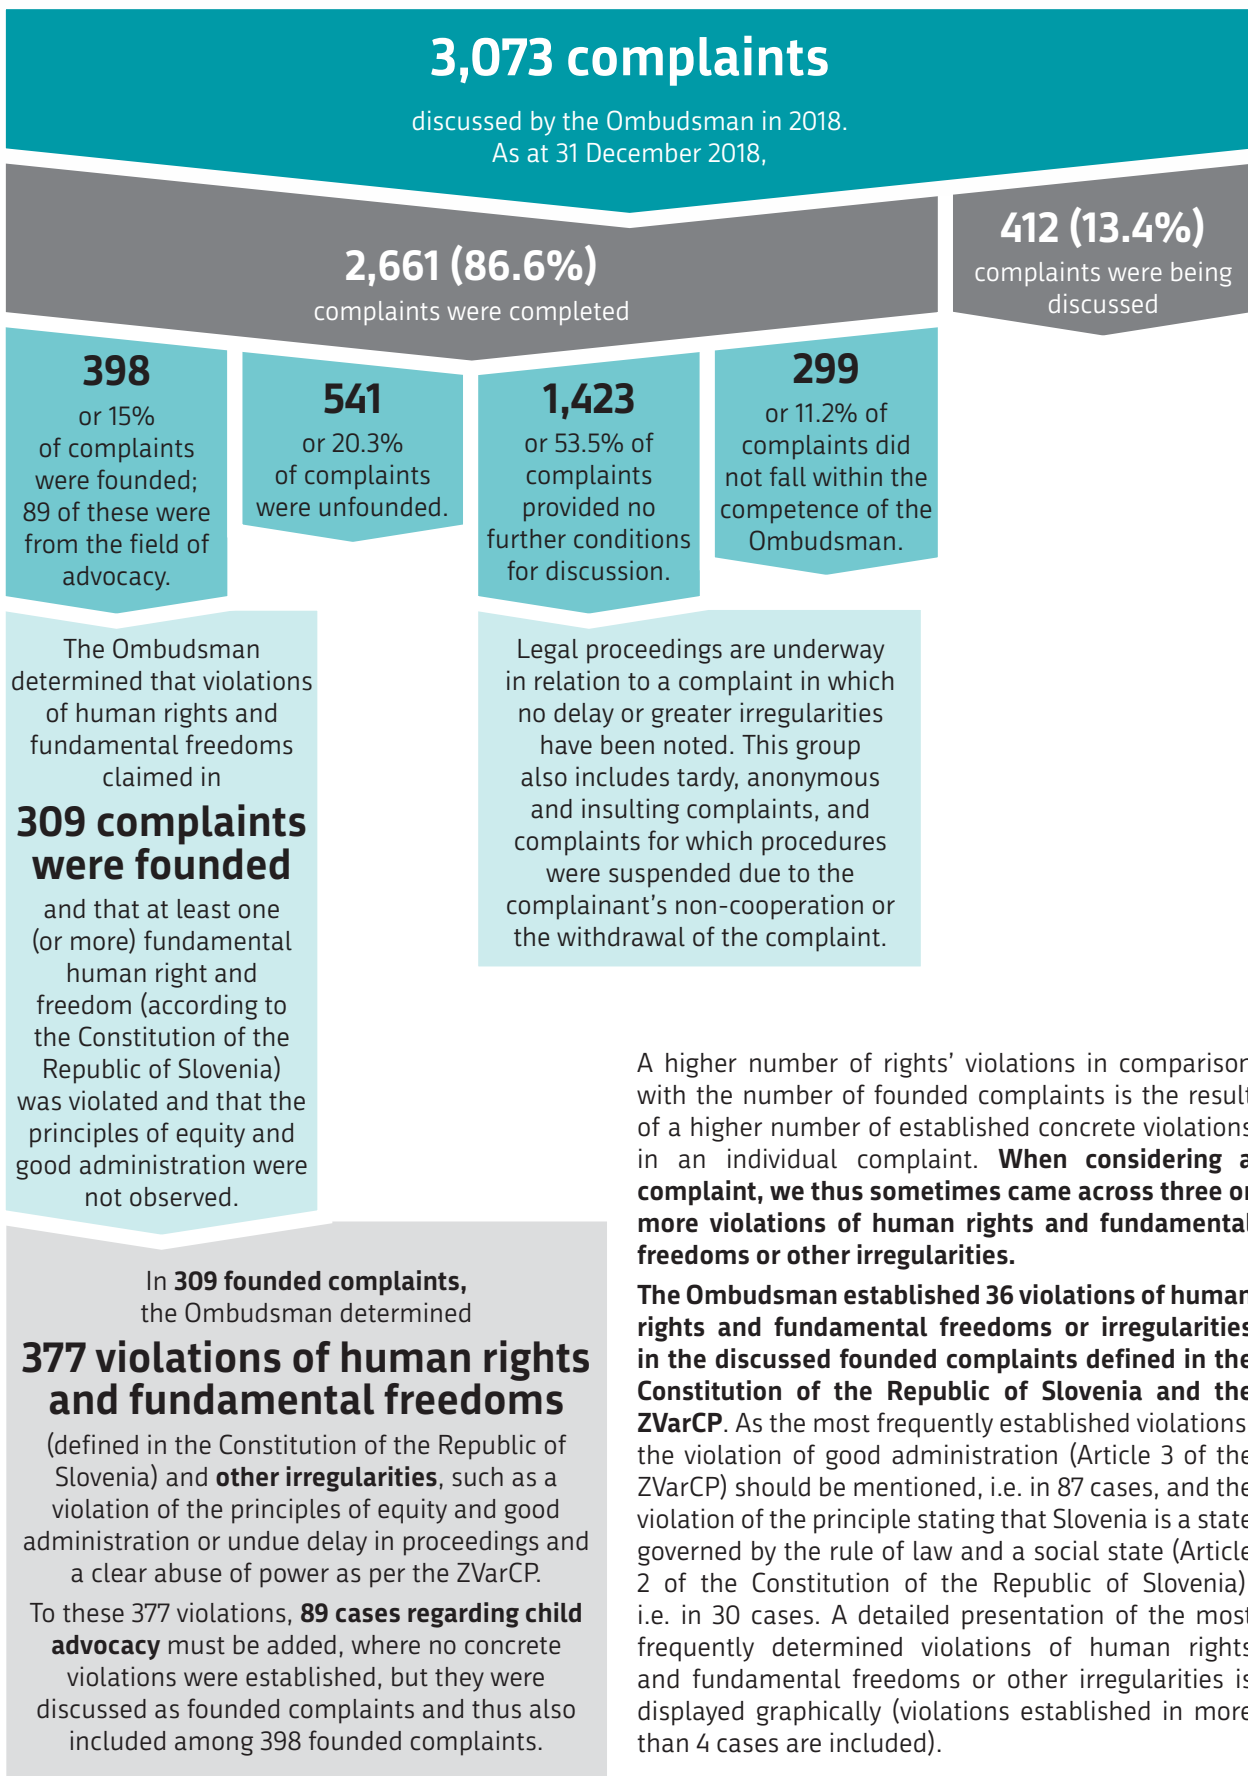 3,073 complaints
discussed by the Ombudsman in 2018.
As at 31 December 2018,
2,661 (86.6%)
complaints were completed
412 (13.4%)
complaints were being
discussed
398
or 15%
of complaints
were founded;
89 of these were
from the field of
advocacy.
541
or 20.3%
of complaints
were unfounded.
1,423
or 53.5% of
complaints
provided no
further conditions
for discussion.
299
or 11.2% of
complaints did
not fall within the
competence of the
Ombudsman.
The Ombudsman
determined that violations
of human rights and
fundamental freedoms
claimed in
309 complaints
were founded
and that at least one
(or more) fundamental
human right and
freedom (according to
the Constitution of the
Republic of Slovenia)
was violated and that the
principles of equity and
good administration were
not observed.
Legal proceedings are underway
in relation to a complaint in which
no delay or greater irregularities
have been noted. This group
also includes tardy, anonymous
and insulting complaints, and
complaints for which procedures
were suspended due to the
complainant's non-cooperation or
the withdrawal of the complaint.
In 309 founded complaints,
the Ombudsman determined
377 violations of human rights
and fundamental freedoms
(defined in the Constitution of the Republic of
Slovenia) and other irregularities, such as a
violation of the principles of equity and good
administration or undue delay in proceedings and
a clear abuse of power as per the ZVarCP.
To these 377 violations, 89 cases regarding child
advocacy must be added, where no concrete
violations were established, but they were
discussed as founded complaints and thus also
included among 398 founded complaints.
A higher number of rights' violations in comparison
with the number of founded complaints is the result
of a higher number of established concrete violations
in an individual complaint. When considering a
complaint, we thus sometimes came across three or
more violations of human rights and fundamental
freedoms or other irregularities.
The Ombudsman established 36 violations of human
rights and fundamental freedoms or irregularities
in the discussed founded complaints defined in the
Constitution of the Republic of Slovenia and the
ZVarCP. As the most frequently established violations
the violation of good administration (Article 3 of the
ZVarCP) should be mentioned, i.e. in 87 cases, and the
violation of the principle stating that Slovenia is a state
governed by the rule of law and a social state (Article
2 of the Constitution of the Republic of Slovenia)
i.e. in 30 cases. A detailed presentation of the most
frequently determined violations of human rights
and fundamental freedoms or other irregularities is
displayed graphically (violations established in more
than 4 cases are included).